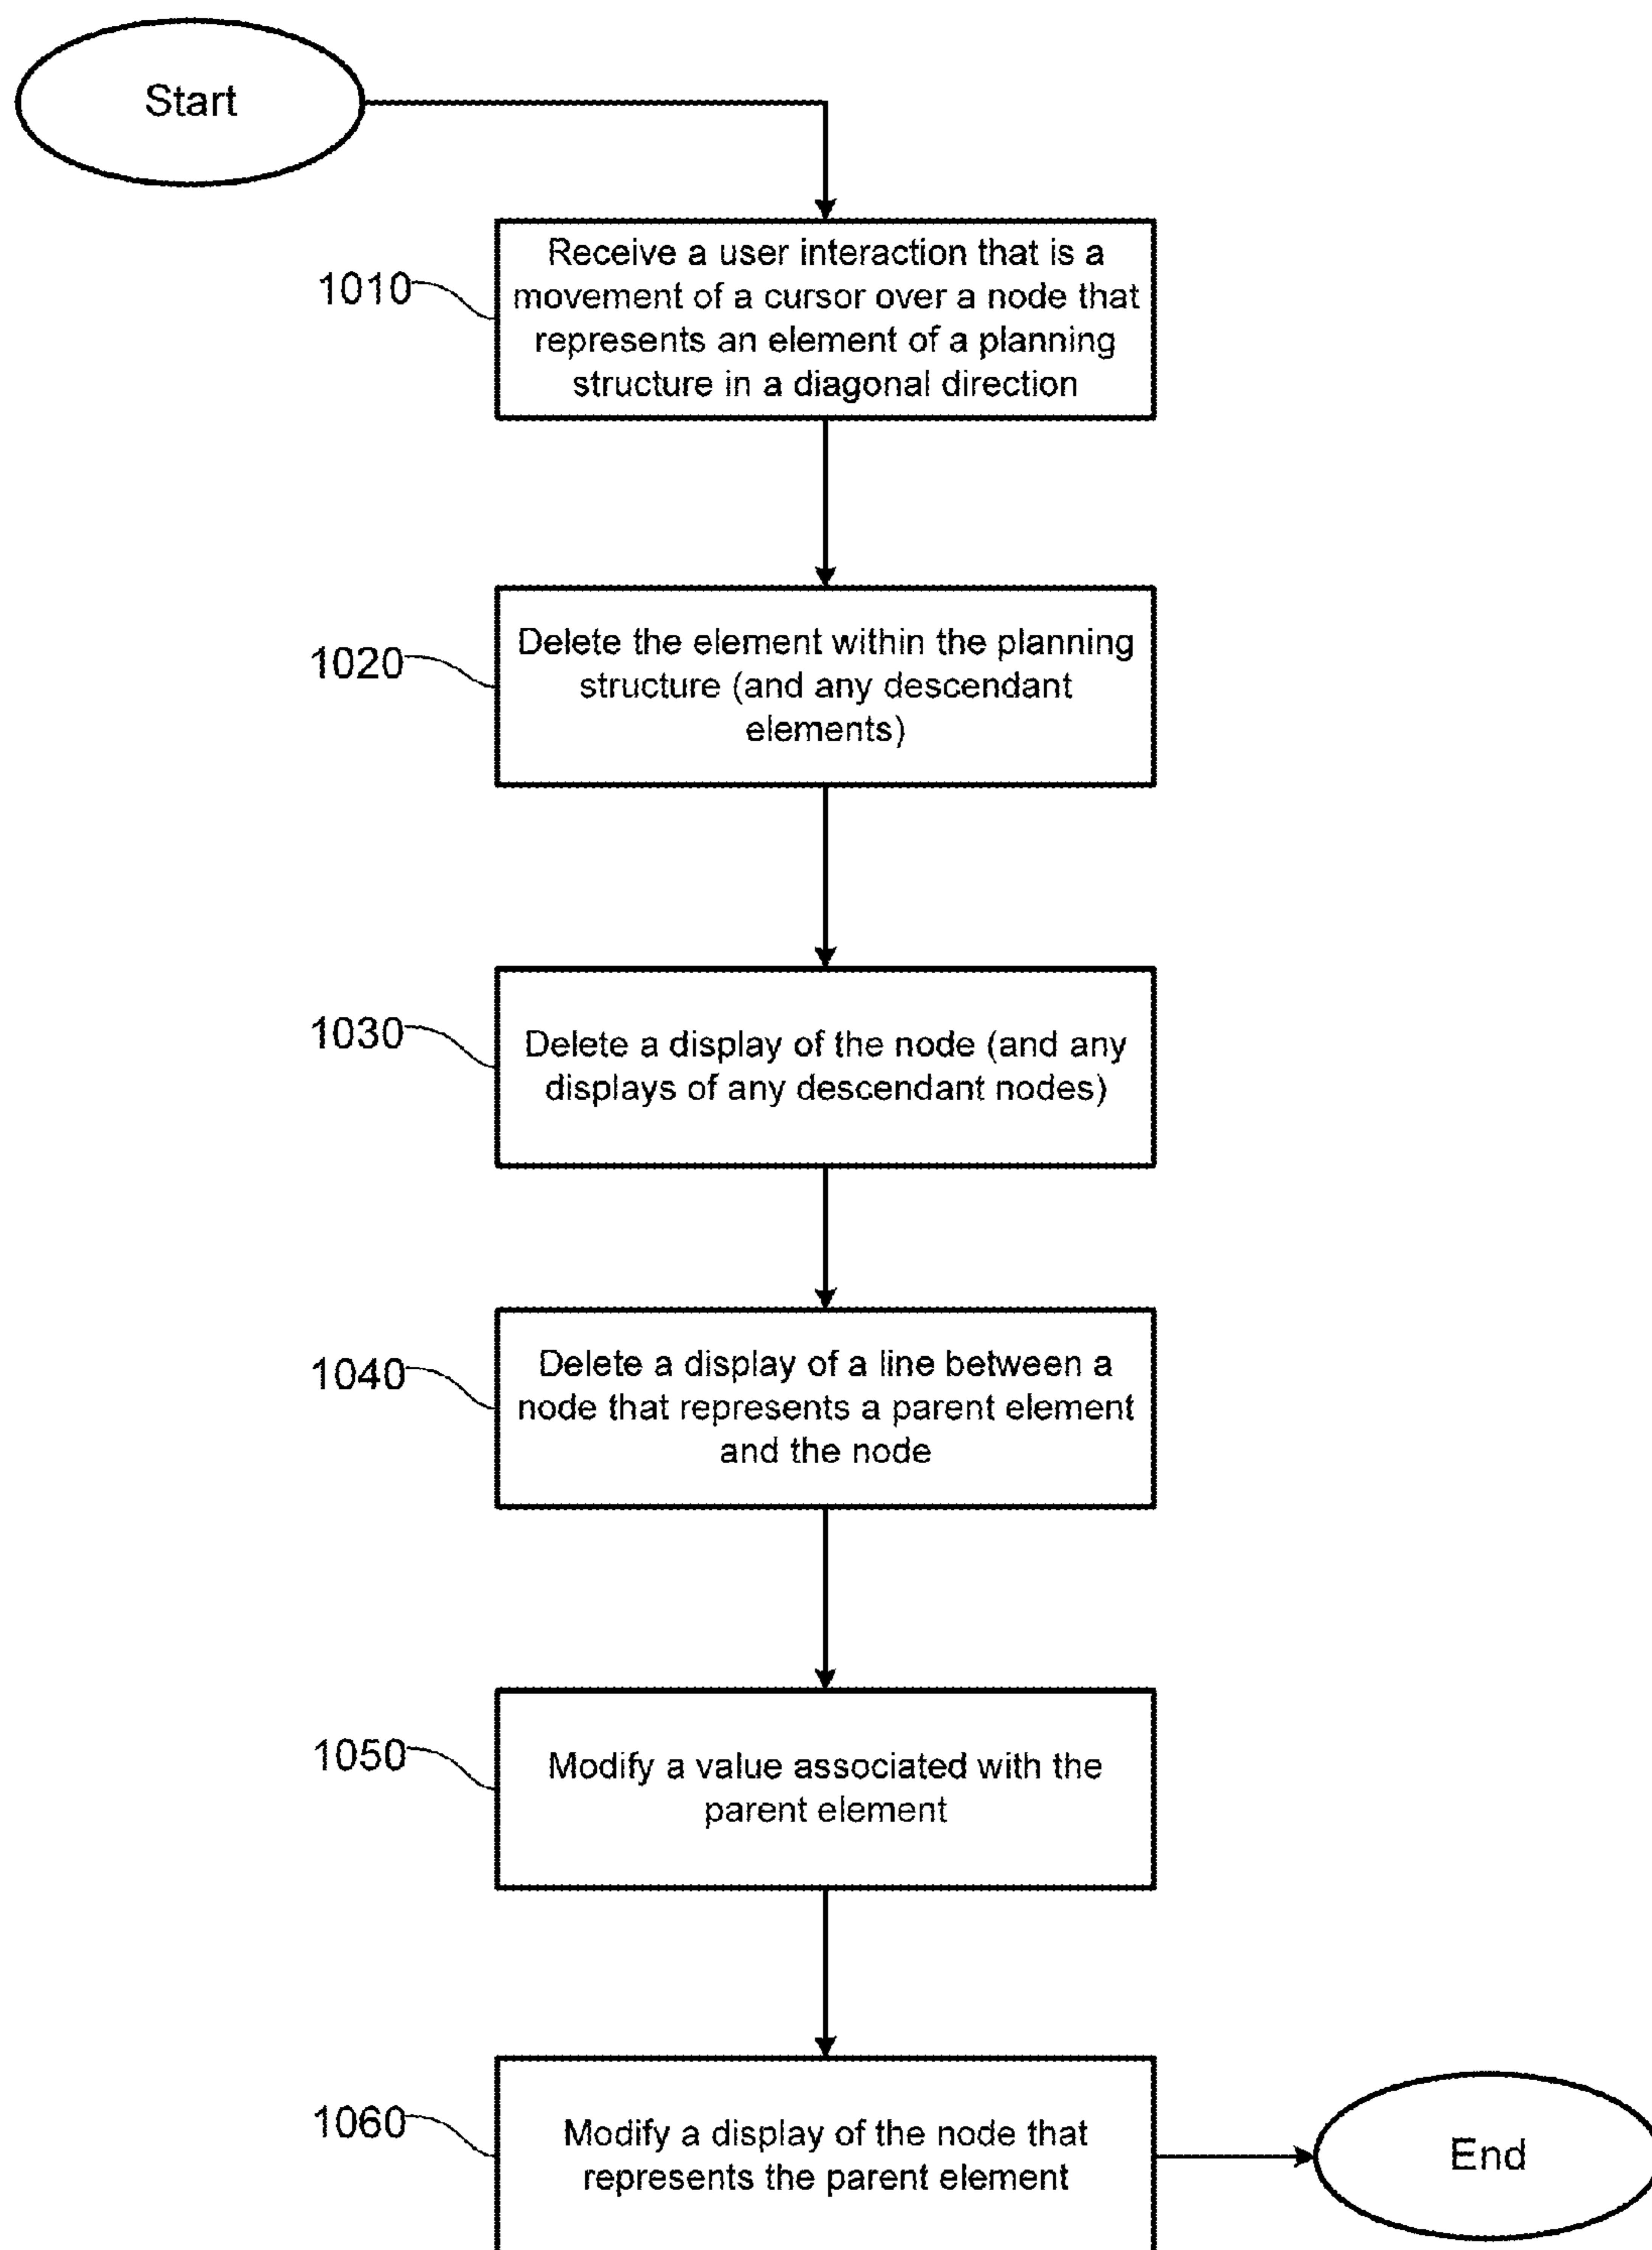 Start
1010
Receive a user interaction that is a
movement of a cursor over a node that
represents an element of a planning
structure in a diagonal direction
1020
Delete the element within the planning
structure (and any descendant
elements)
1030
Delete a display of the node (and any
displays of any descendant nodes)
1040
Delete a display of a line between a
node that represents a parent element
and the node
1050
Modify a value associated with the
parent element
1060
Modify a display of the node that
represents the parent element
End